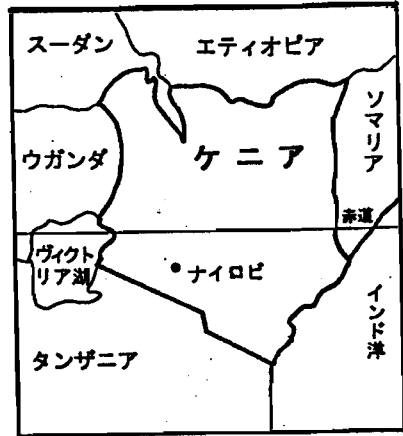 スーダン
エティオピア
ソマリア
ウガンダ
ケニア
赤道
ヴィクト
リア湖
ナイロビ
インド洋
タンザニア